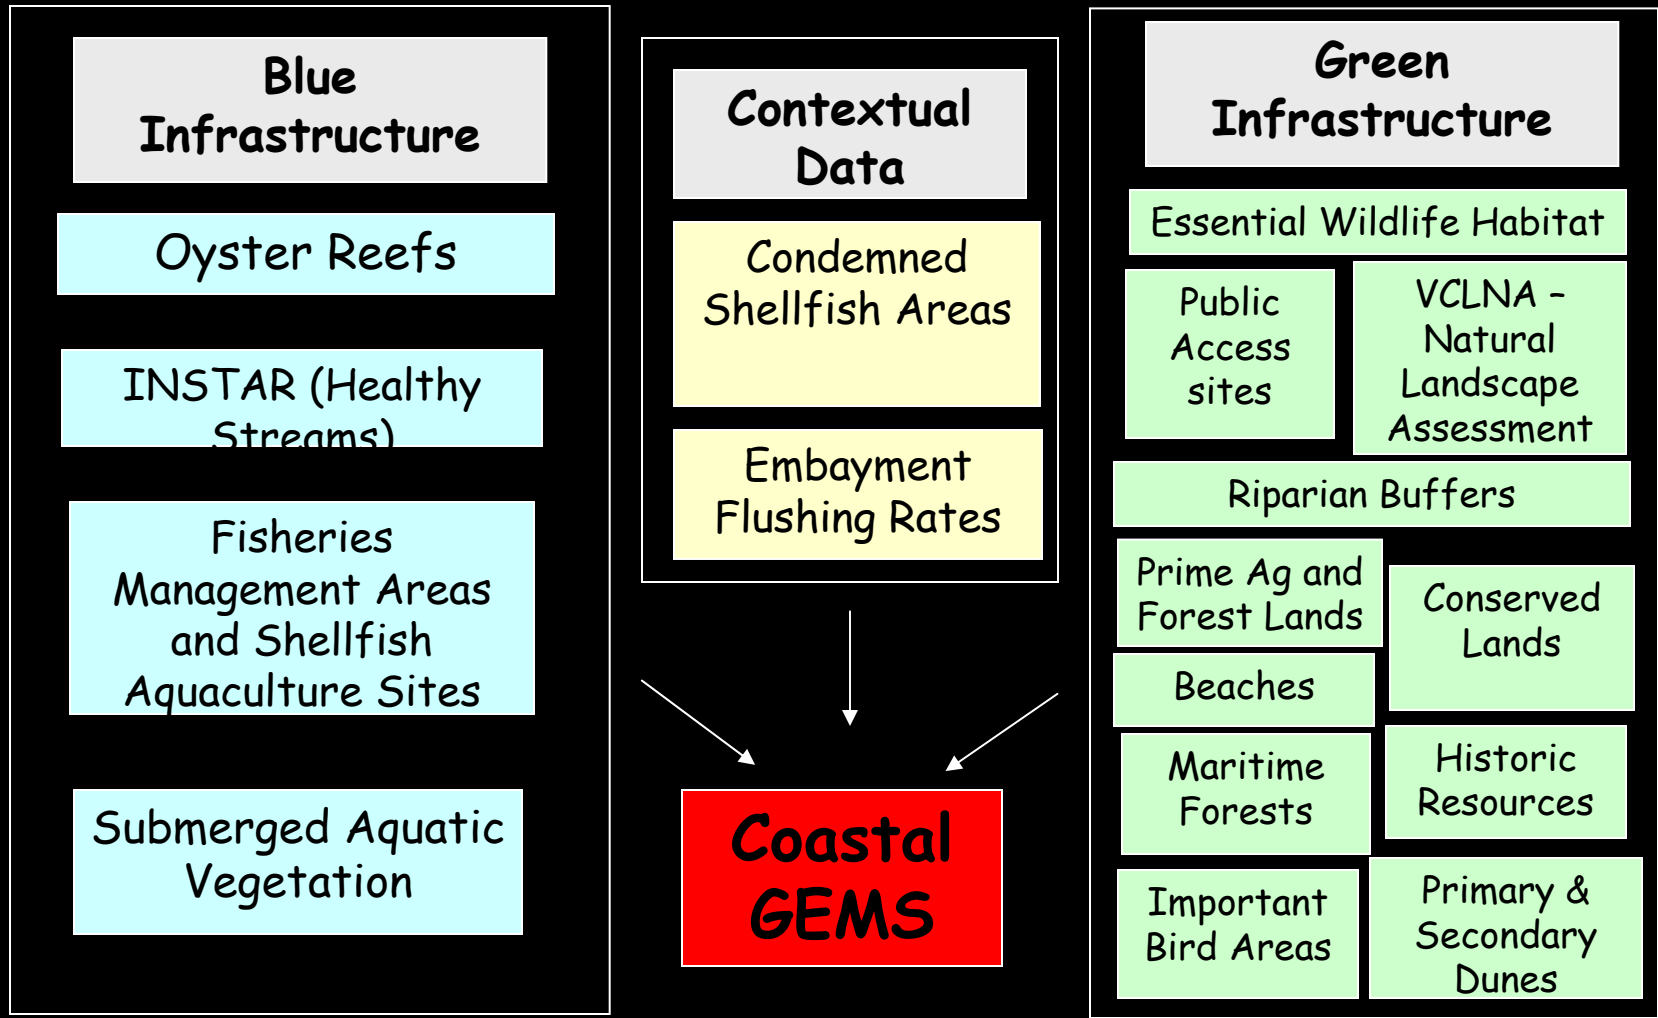 Blue
Infrastructure
Oyster Reefs
INSTAR (Healthy
Streams)
Fisheries
Management Areas
and Shellfish
Aquaculture Sites
Submerged Aquatic
Vegetation
Contextual
Data
Condemned
Shellfish Areas
Embayment
Flushing Rates
Coastal
GEMS
Green
Infrastructure
Essential Wildlife Habitat
Public
Access
sites
VCLNA –
Natural
Landscape
Assessment
Riparian Buffers
Prime Ag and
Forest Lands
Conserved
Lands
Beaches
Maritime
Forests
Historic
Resources
Important
Bird Areas
Primary &
Secondary
Dunes